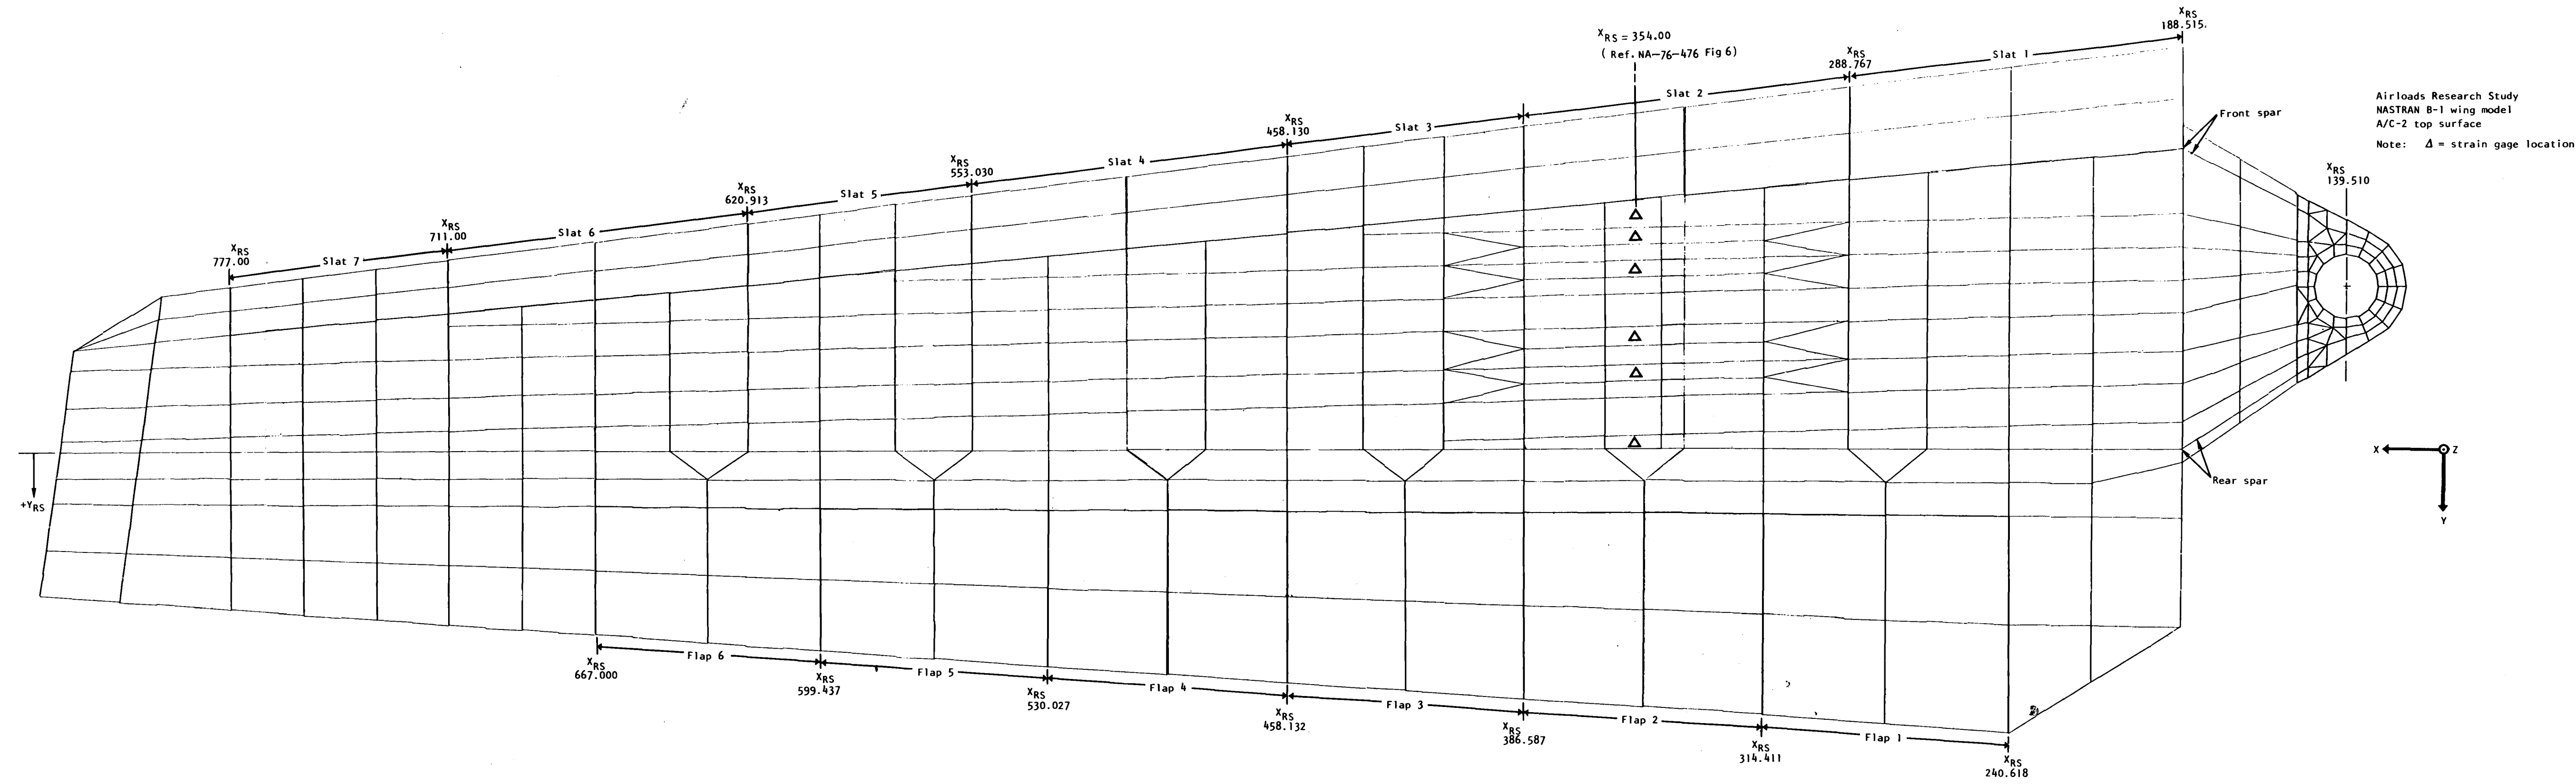 XRS
188.515.
XRS = 354.00
( Ref. NA-76-476 Fig 6)
XRS
288.767
Slat 1
Slat 2
Airloads Research Study
NASTRAN B-1 wing model
A/C-2 top surface
Note: Δ = strain gage location
Front spar
XRS
458.130
Slat 3
XRS
553.030
Slat 4
XRS
139.510
XRS
620.913
Slat 5
XRS
711.00
Slat 6
XRS
777.00
Slat 7
X
Z
Y
Rear spar
+YRS
XRS
667.000
Flap 6
XRS
599.437
Flap 5
XRS
530.027
Flap 4
XRS
458.132
Flap 3
XRS
386.587
Flap 2
XRS
314.411
Flap 1
XRS
240.618